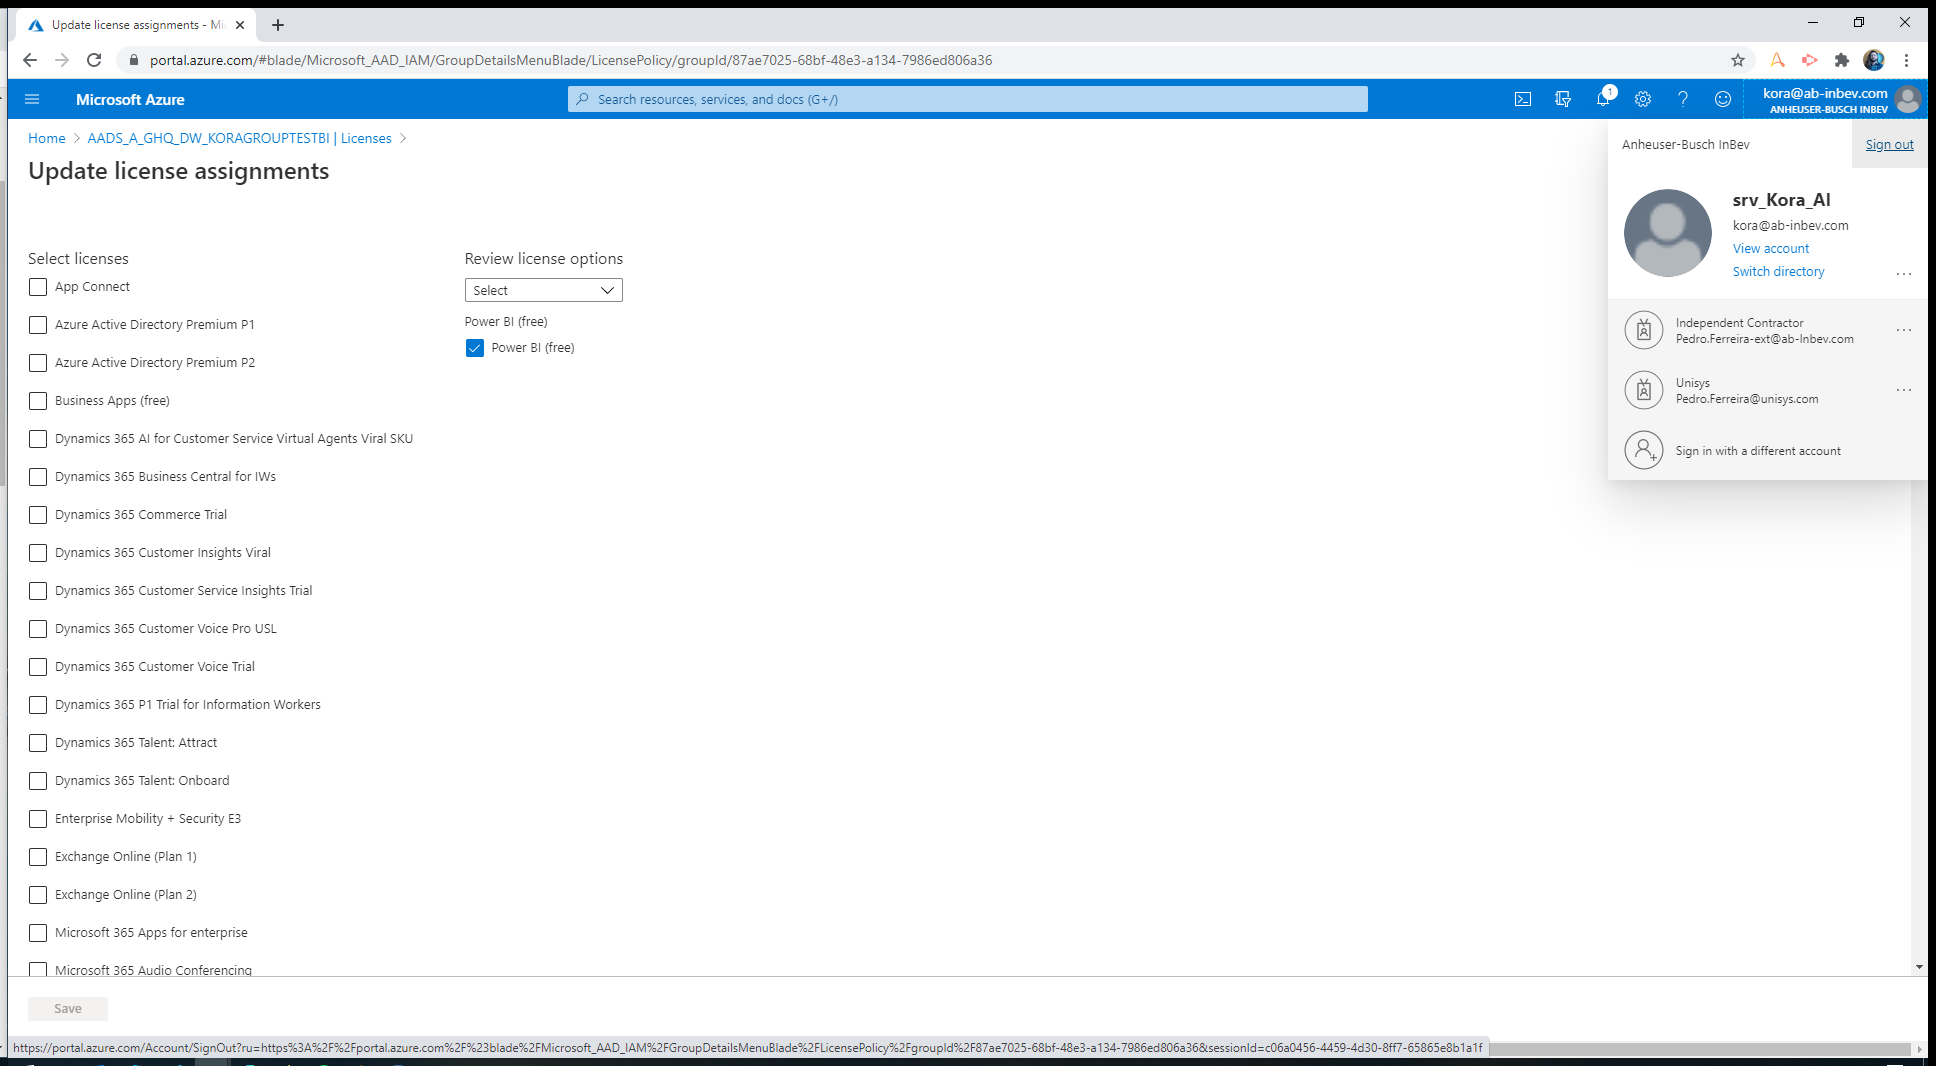 Update license assignments - Mi
portal.azure.com/#blade/Microsoft_AAD_IAM/GroupDetailsMenuBlade/LicensePolicy/groupId/87ae7025-68bf-48e3-a134-7986ed806a36
Microsoft Azure
Search resources, services, and docs (G+/)
1
kora@ab-inbev.com
ANHEUSER-BUSCH INBEV
Home > AADS_A_GHQ_DW_KORAGROUPTESTBI | Licenses >
Update license assignments
Anheuser-Busch InBev
Sign out
srv_Kora_AI
kora@ab-inbev.com
View account
Switch directory
Independent Contractor
Pedro.Ferreira-ext@ab-Inbev.com
Unisys
Pedro.Ferreira@unisys.com
Sign in with a different account
Select licenses
App Connect
Azure Active Directory Premium P1
Azure Active Directory Premium P2
Business Apps (free)
Dynamics 365 AI for Customer Service Virtual Agents Viral SKU
Dynamics 365 Business Central for IWs
Dynamics 365 Commerce Trial
Dynamics 365 Customer Insights Viral
Dynamics 365 Customer Service Insights Trial
Dynamics 365 Customer Voice Pro USL
Dynamics 365 Customer Voice Trial
Dynamics 365 P1 Trial for Information Workers
Dynamics 365 Talent: Attract
Dynamics 365 Talent: Onboard
Enterprise Mobility + Security E3
Exchange Online (Plan 1)
Exchange Online (Plan 2)
Microsoft 365 Apps for enterprise
Microsoft 365 Audio Conferencing
Review license options
Select
Power BI (free)
Power BI (free)
Save
https://portal.azure.com/Account/SignOut?ru=https%3A%2F%2Fportal.azure.com%2F%23blade%2FMicrosoft_AAD_IAM%2FGroupDetailsMenuBlade%2FLicensePolicy%2FgroupId%2F87ae7025-68bf-48e3-a134-7986ed806a36&sessionId=c06a0456-4459-4d30-8ff7-65865e8b1a1f